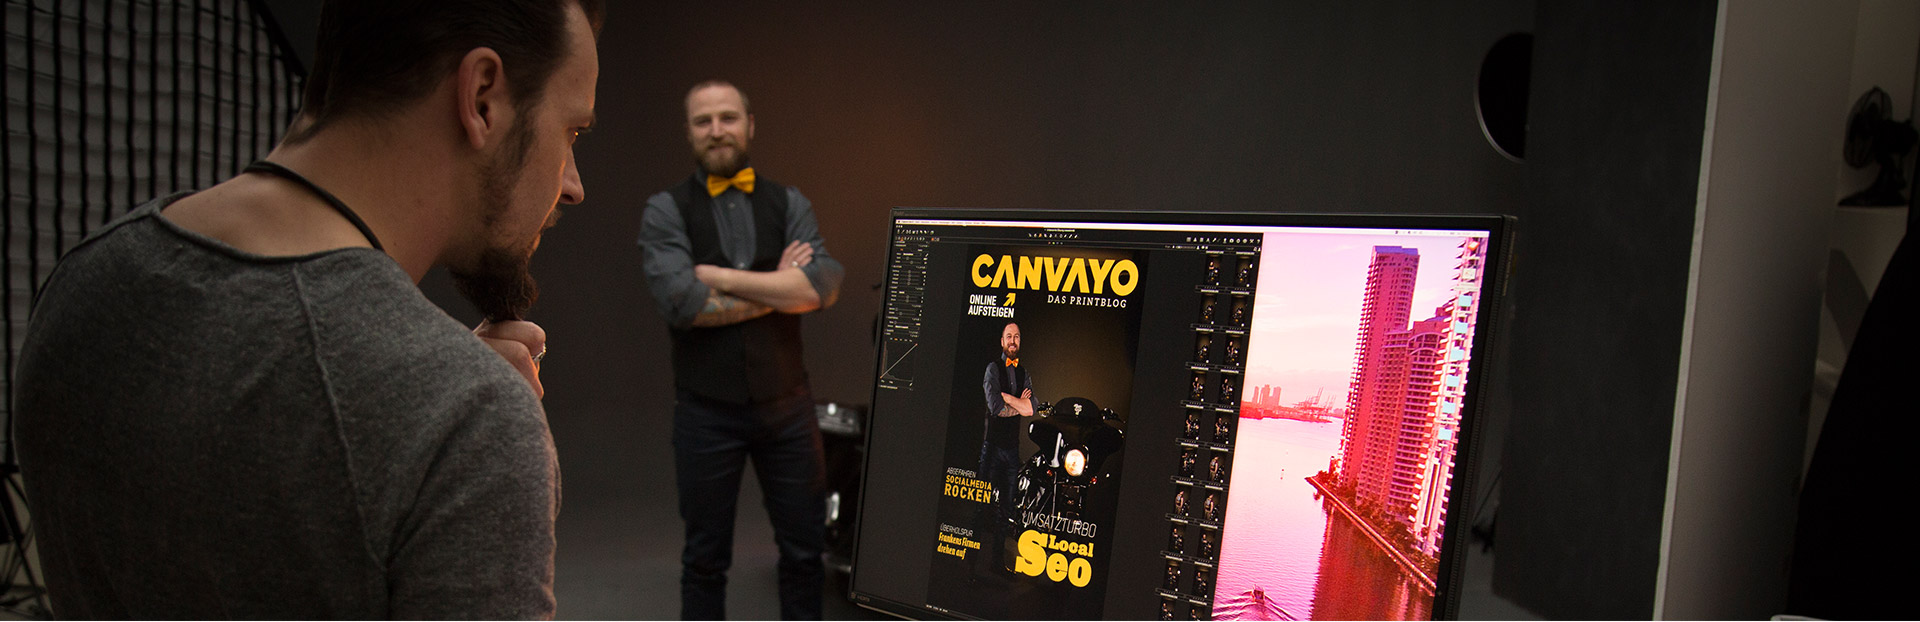 CANVAYO
DAS PRINTBLOG
ONLINE
AUFSTEIGEN
ABGEFAHREN
SOCIALMEDIA
ROCKEN
UMSATZTURBO
Local
Seo
ÜBERHOLSPUR
Frankens Firmen
drehen auf